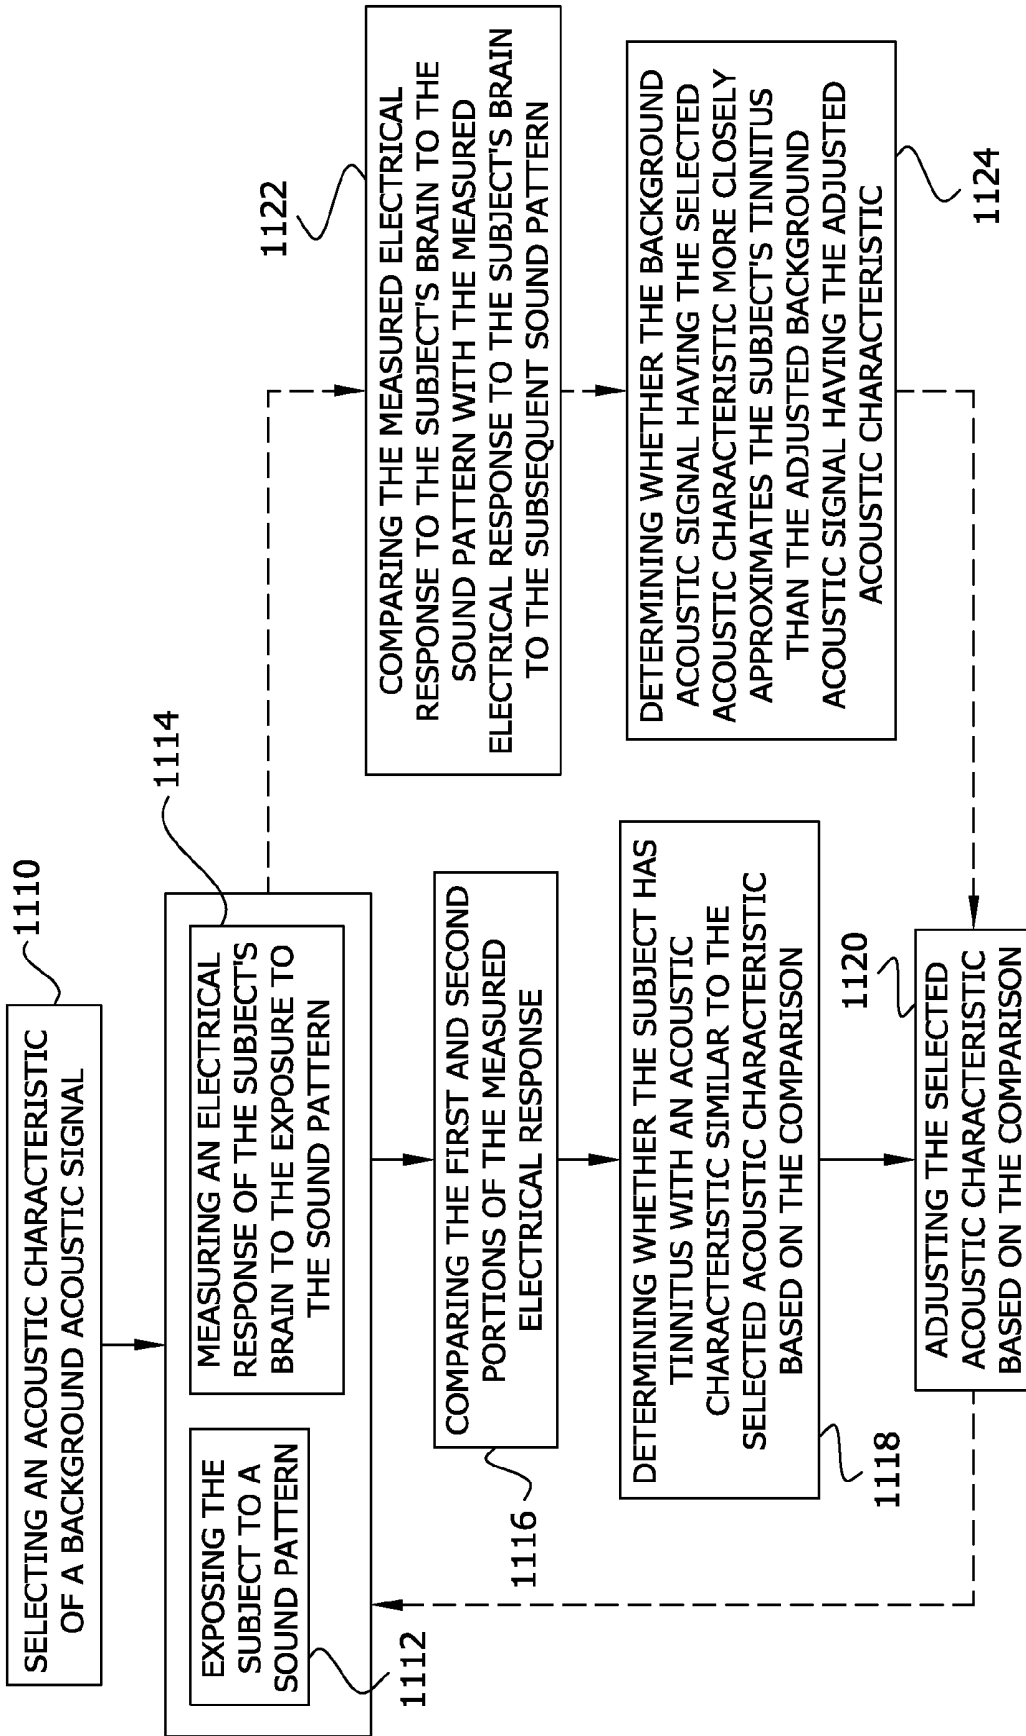 SELECTING AN ACOUSTIC CHARACTERISTIC
OF A BACKGROUND ACOUSTIC SIGNAL
1110
EXPOSING THE
SUBJECT TO A
SOUND PATTERN
1112
MEASURING AN ELECTRICAL
RESPONSE OF THE SUBJECT'S
BRAIN TO THE EXPOSURE TO
THE SOUND PATTERN
1114
COMPARING THE FIRST AND SECOND
PORTIONS OF THE MEASURED
ELECTRICAL RESPONSE
1116
DETERMINING WHETHER THE SUBJECT HAS
TINNITUS WITH AN ACOUSTIC
CHARACTERISTIC SIMILAR TO THE
SELECTED ACOUSTIC CHARACTERISTIC
BASED ON THE COMPARISON
1118
ADJUSTING THE SELECTED
ACOUSTIC CHARACTERISTIC
BASED ON THE COMPARISON
1120
COMPARING THE MEASURED ELECTRICAL
RESPONSE TO THE SUBJECT'S BRAIN TO THE
SOUND PATTERN WITH THE MEASURED
ELECTRICAL RESPONSE TO THE SUBJECT'S BRAIN
TO THE SUBSEQUENT SOUND PATTERN
1122
DETERMINING WHETHER THE BACKGROUND
ACOUSTIC SIGNAL HAVING THE SELECTED
ACOUSTIC CHARACTERISTIC MORE CLOSELY
APPROXIMATES THE SUBJECT'S TINNITUS
THAN THE ADJUSTED BACKGROUND
ACOUSTIC SIGNAL HAVING THE ADJUSTED
ACOUSTIC CHARACTERISTIC
1124